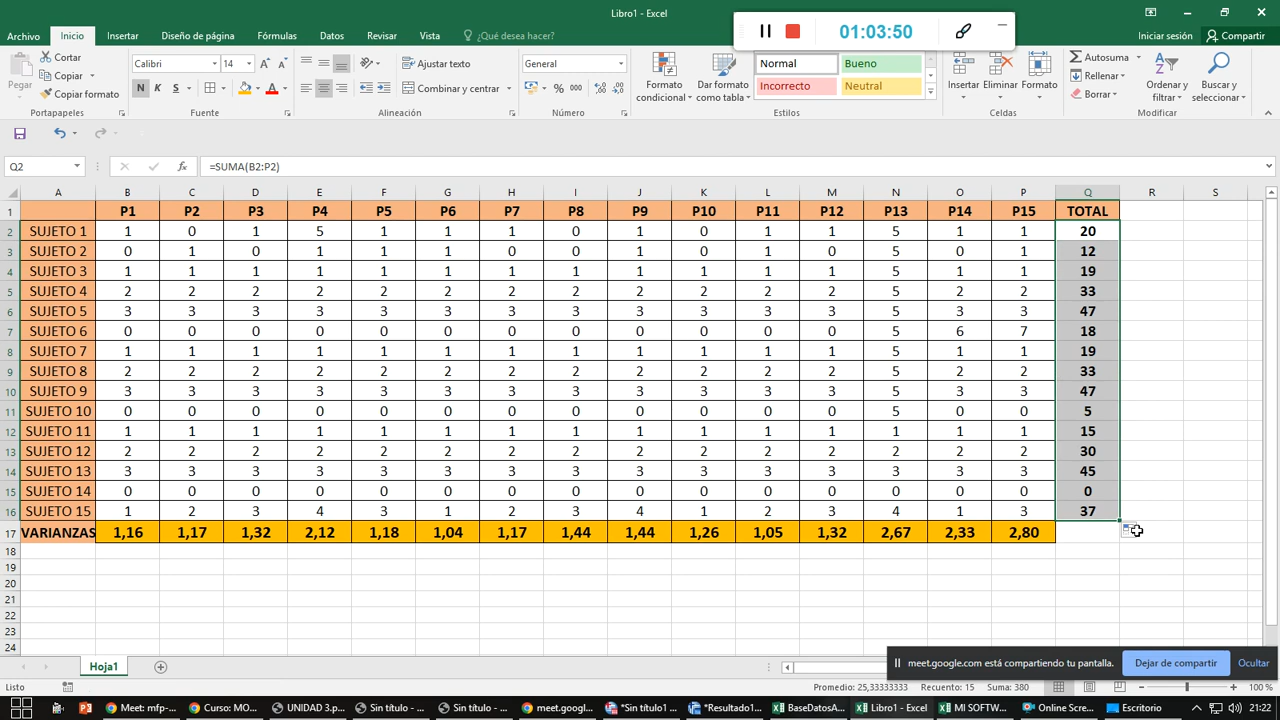 Libro1 - Excel
01:03:50
Archivo Inicio Insertar Diseño de página Fórmulas Datos Revisar Vista ¿Qué desea hacer? Iniciar sesión Compartir
Pegar
Cortar
Copiar
Copiar formato
Portapapeles
Calibri 14
N K S
Fuente
Ajustar texto
Combinar y centrar
Alineación
General
% 000
Número
Formato condicional
Dar formato como tabla
Normal Bueno
Incorrecto Neutral
Insertar Eliminar Formato
Celdas
Autosuma
Rellenar
Borrar
Ordenar y filtrar
Buscar y seleccionar
Modificar
Q2 fx =SUMA(B2:P2)
A B C D E F G H I J K L M N O P Q R S
1 P1 P2 P3 P4 P5 P6 P7 P8 P9 P10 P11 P12 P13 P14 P15 TOTAL
2 SUJETO 1 1 0 1 5 1 1 1 0 1 0 1 1 5 1 1 20
3 SUJETO 2 0 1 0 1 1 1 0 0 1 0 1 0 5 0 1 12
4 SUJETO 3 1 1 1 1 1 1 1 1 1 1 1 1 5 1 1 19
5 SUJETO 4 2 2 2 2 2 2 2 2 2 2 2 2 5 2 2 33
6 SUJETO 5 3 3 3 3 3 3 3 3 3 3 3 3 5 3 3 47
7 SUJETO 6 0 0 0 0 0 0 0 0 0 0 0 0 5 6 7 18
8 SUJETO 7 1 1 1 1 1 1 1 1 1 1 1 1 5 1 1 19
9 SUJETO 8 2 2 2 2 2 2 2 2 2 2 2 2 5 2 2 33
10 SUJETO 9 3 3 3 3 3 3 3 3 3 3 3 3 5 3 3 47
11 SUJETO 10 0 0 0 0 0 0 0 0 0 0 0 0 5 0 0 5
12 SUJETO 11 1 1 1 1 1 1 1 1 1 1 1 1 1 1 1 15
13 SUJETO 12 2 2 2 2 2 2 2 2 2 2 2 2 2 2 2 30
14 SUJETO 13 3 3 3 3 3 3 3 3 3 3 3 3 3 3 3 45
15 SUJETO 14 0 0 0 0 0 0 0 0 0 0 0 0 0 0 0 0
16 SUJETO 15 1 2 3 4 3 1 2 3 4 1 2 3 4 1 3 37
17 VARIANZAS 1,16 1,17 1,32 2,12 1,18 1,04 1,17 1,44 1,44 1,26 1,05 1,32 2,67 2,33 2,80
18
19
20
21
22
23
24
Hoja1
meet.google.com está compartiendo tu pantalla. Dejar de compartir Ocultar
Listo Promedio: 25,33333333 Recuento: 15 Suma: 380 100 %
Meet: mfp-... Curso: MO... UNIDAD 3.p... Sin título -... Sin título -... meet.googl... *Sin título1 ... *Resultado1... BaseDatosA... Libro1 - Excel MI SOFTW... Online Scre... Escritorio 21:22